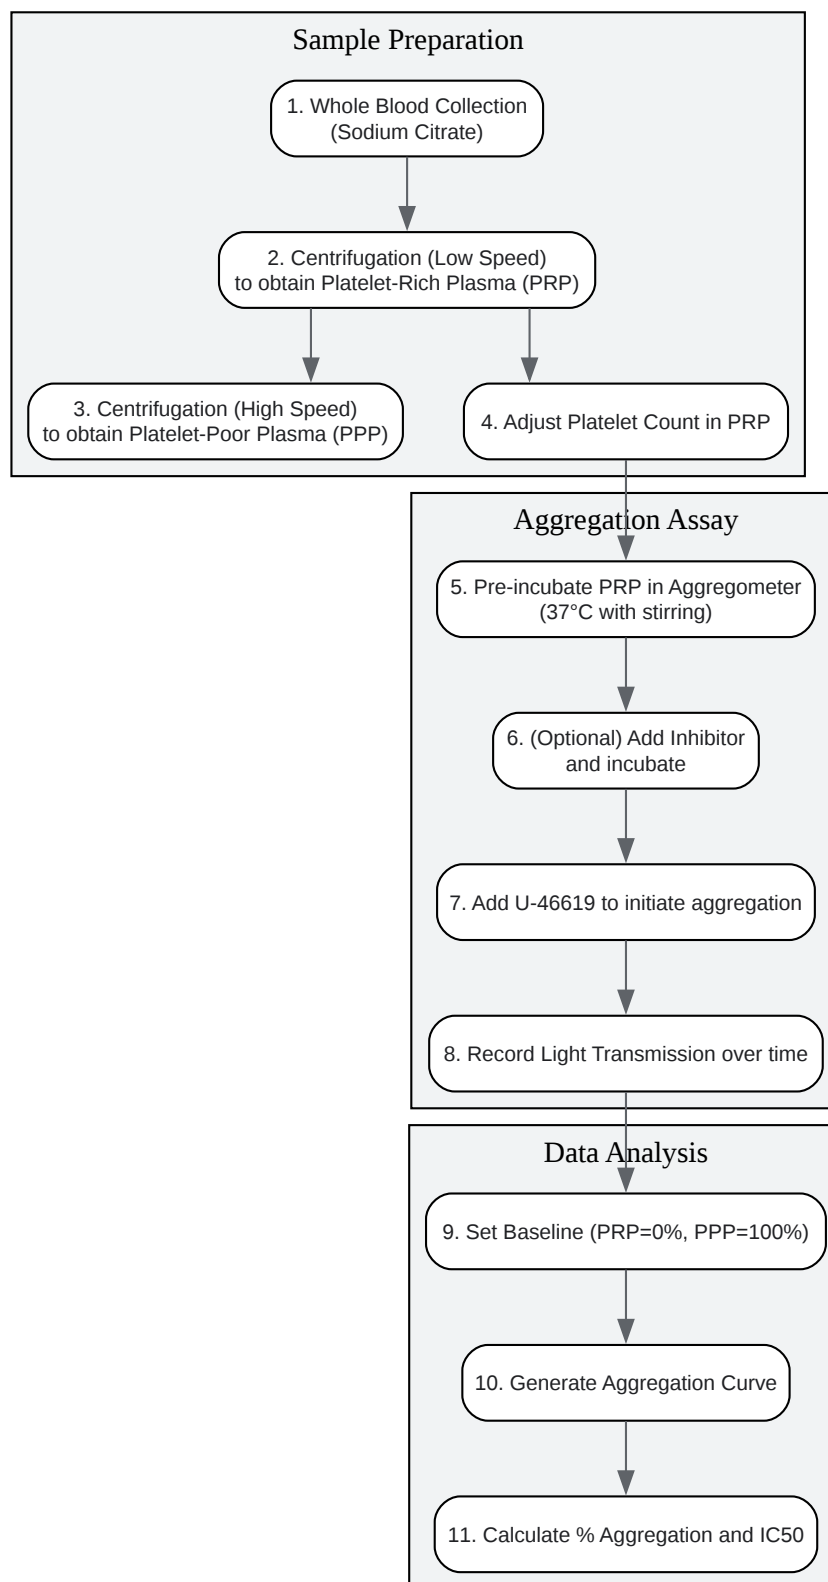 Sample Preparation
1. Whole Blood Collection
(Sodium Citrate)
2. Centrifugation (Low Speed)
to obtain Platelet-Rich Plasma (PRP)
3. Centrifugation (High Speed)
to obtain Platelet-Poor Plasma (PPP)
4. Adjust Platelet Count in PRP
Aggregation Assay
5. Pre-incubate PRP in Aggregometer
(37°C with stirring)
6. (Optional) Add Inhibitor
and incubate
7. Add U-46619 to initiate aggregation
8. Record Light Transmission over time
Data Analysis
9. Set Baseline (PRP=0%, PPP=100%)
10. Generate Aggregation Curve
11. Calculate % Aggregation and IC50